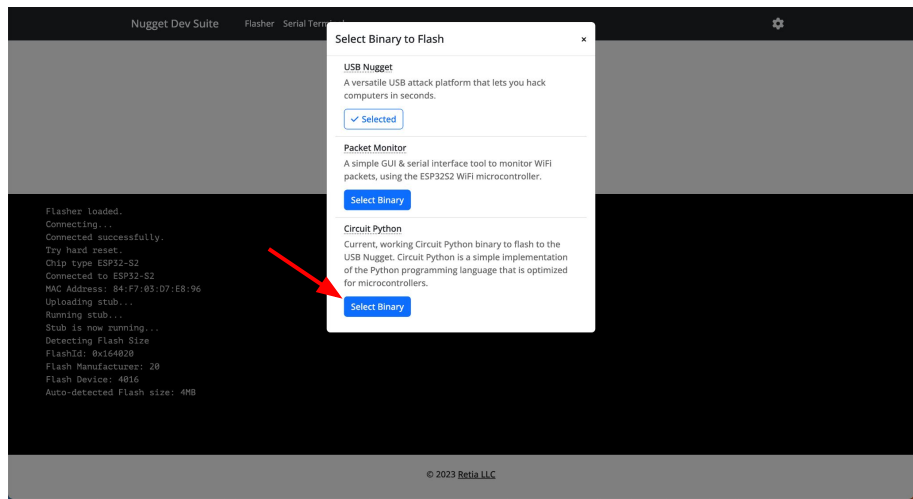 Nugget Dev Suite Flasher Serial Term
Select Binary to Flash ×
USB Nugget
A versatile USB attack platform that lets you hack
computers in seconds.
✓ Selected
Packet Monitor
A simple GUI & serial interface tool to monitor WiFi
packets, using the ESP32S2 WiFi microcontroller.
Select Binary
Circuit Python
Current, working Circuit Python binary to flash to the
USB Nugget. Circuit Python is a simple implementation
of the Python programming language that is optimized
for microcontrollers.
Select Binary
Flasher loaded.
Connecting...
Connected successfully.
Try hard reset.
Chip type ESP32-S2
Connected to ESP32-S2
MAC Address: 84:F7:03:D7:E8:96
Uploading stub...
Running stub...
Stub is now running...
Detecting Flash Size
FlashId: 0x164020
Flash Manufacturer: 20
Flash Device: 4016
Auto-detected Flash size: 4MB
© 2023 Retia LLC